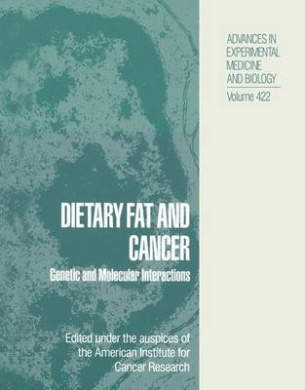 ADVANCES IN
EXPERIMENTAL
MEDICINE
AND BIOLOGY
Volume 422
DIETARY FAT AND
CANCER
Genetic and Molecular Interactions
Edited under the auspices of
the American Institute for
Cancer Research